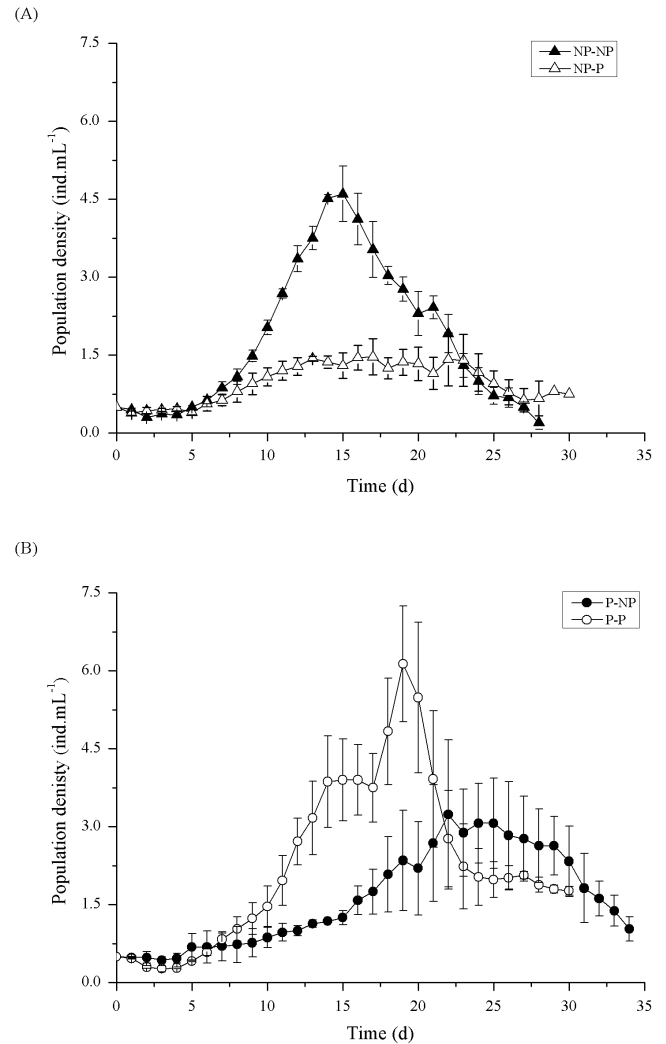 (A)
7.5
6.0
4.5
3.0
1.5
0.0
Population density (ind.mL-1)
NP-NP
NP-P
0 5 10 15 20 25 30 35
Time (d)
(B)
7.5
6.0
4.5
3.0
1.5
0.0
Population denisty (ind.mL-1)
P-NP
P-P
0 5 10 15 20 25 30 35
Time (d)